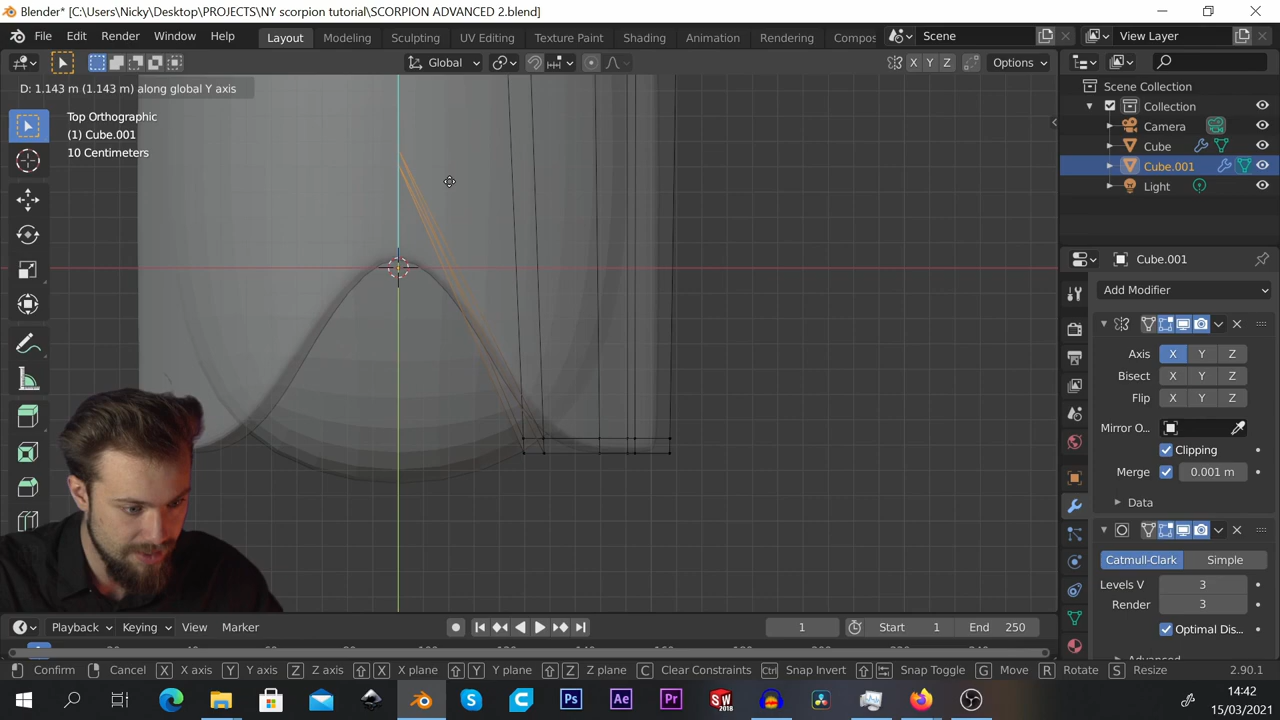 Blender* [C:\Users\Nicky\Desktop\PROJECTS\NY scorpion tutorial\SCORPION ADVANCED 2.blend]
File Edit Render Window Help Layout Modeling Sculpting UV Editing Texture Paint Shading Animation Rendering Compos Scene View Layer
Global X Y Z Options
D: 1.143 m (1.143 m) along global Y axis
Top Orthographic
(1) Cube.001
10 Centimeters
Scene Collection
Collection
Camera
Cube
Cube.001
Light
Cube.001
Add Modifier
Axis X Y Z
Bisect X Y Z
Flip X Y Z
Mirror O...
Clipping
Merge 0.001 m
Data
Catmull-Clark Simple
Levels V 3
Render 3
Optimal Dis...
Playback Keying View Marker 1 Start 1 End 250
Confirm Cancel X X axis Y Y axis Z Z axis X X plane Y Y plane Z Z plane C Clear Constraints Ctrl Snap Invert Snap Toggle G Move R Rotate S Resize 2.90.1
14:42
15/03/2021